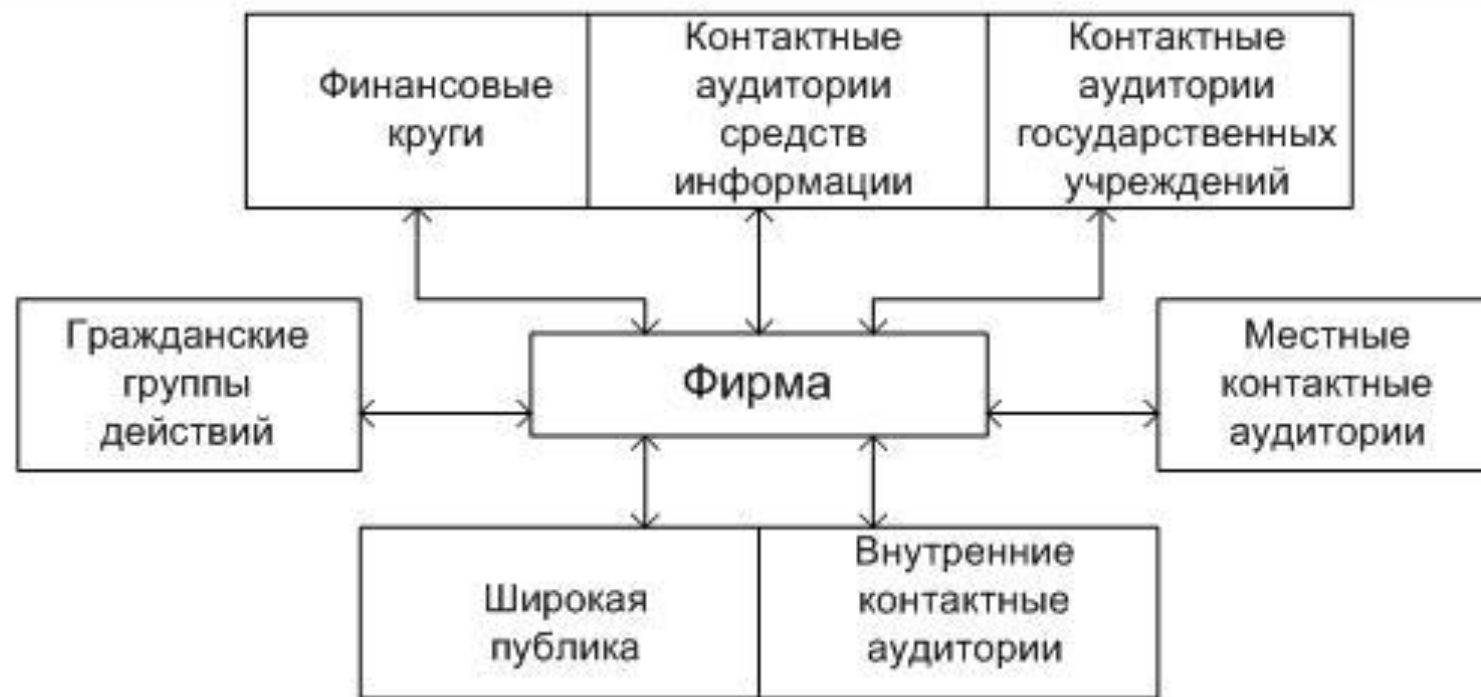 Финансовые
круги
Контактные
аудитории
средств
информации
Контактные
аудитории
государственных
учреждений
Гражданские
группы
действий
Фирма
Местные
контактные
аудитории
Широкая
публика
Внутренние
контактные
аудитории